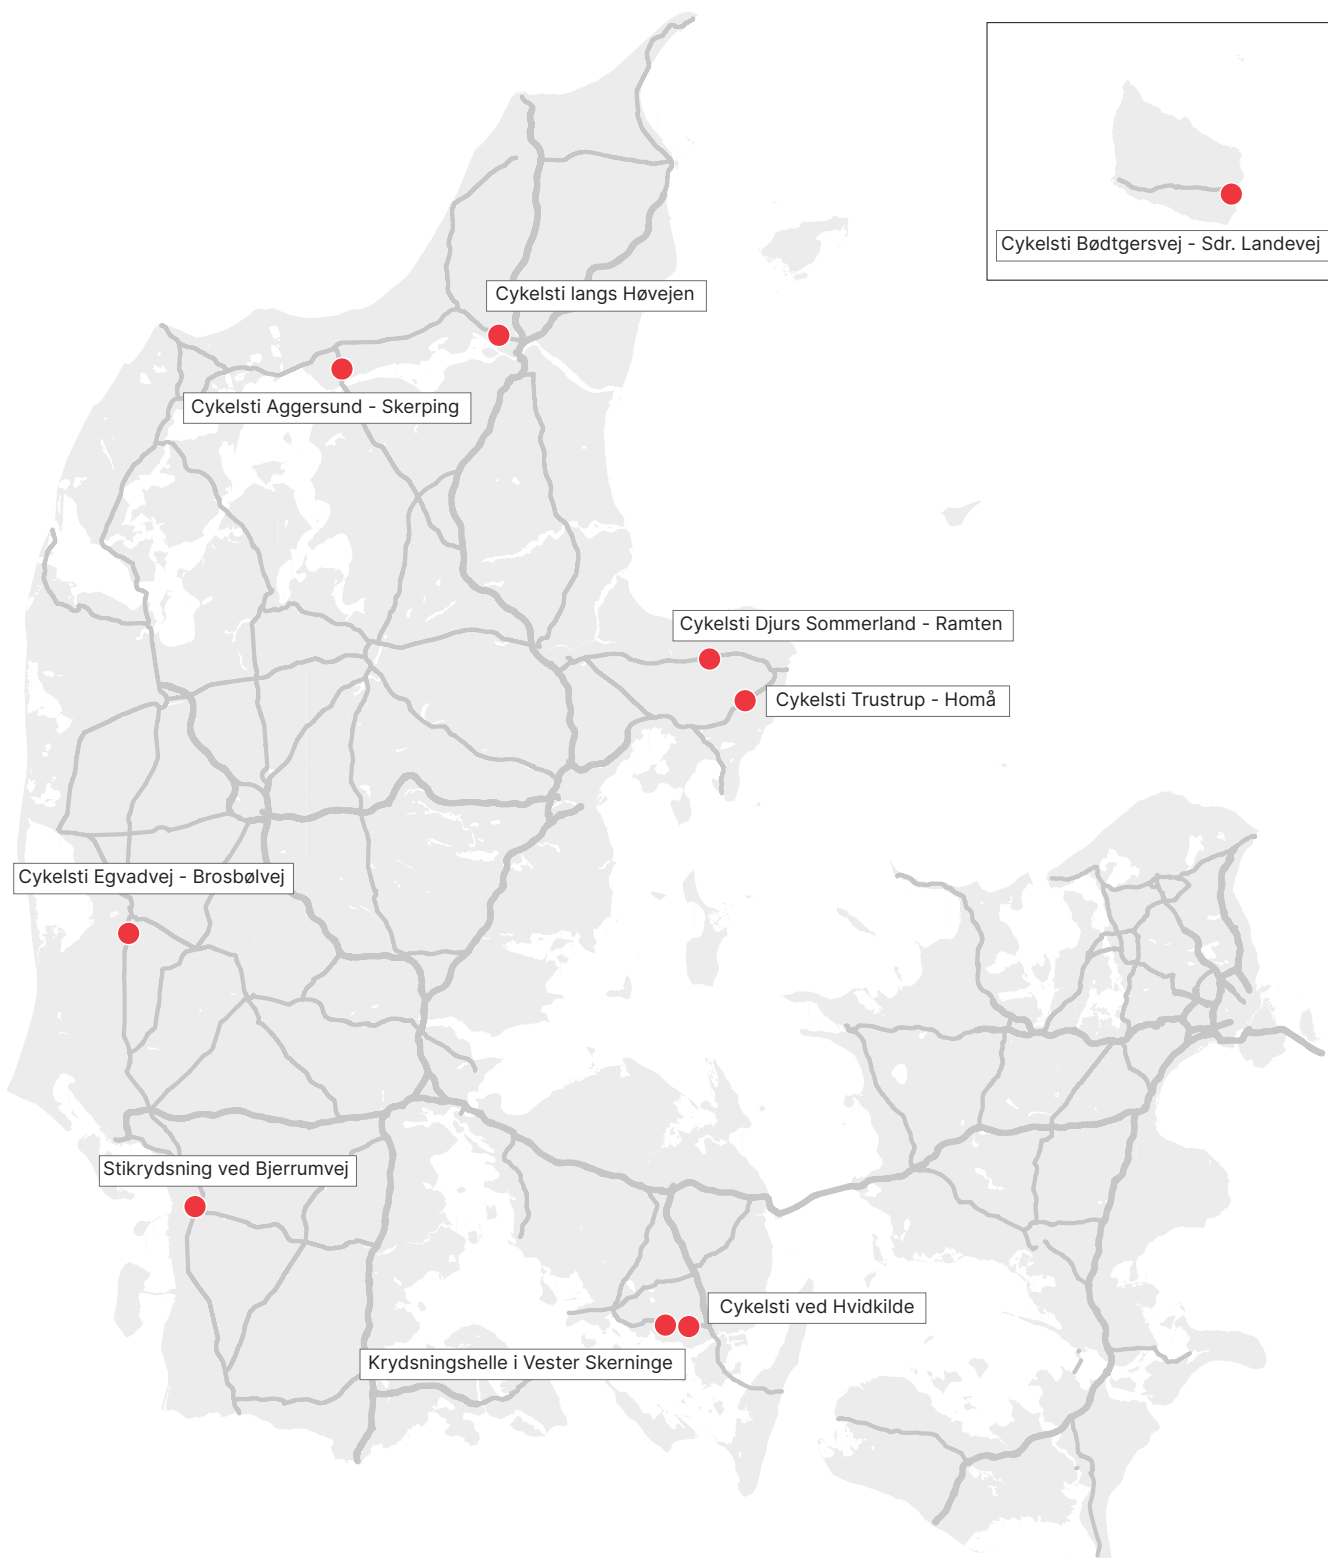 Cykelsti Bødtgersvej - Sdr. Landevej
Cykelsti langs Høvejen
Cykelsti Aggersund - Skerping
Cykelsti Djurs Sommerland - Ramten
Cykelsti Trustrup - Homå
Cykelsti Egvadvej - Brosbølvej
Stikrydsning ved Bjerrumvej
Cykelsti ved Hvidkilde
Krydsningshelle i Vester Skerninge